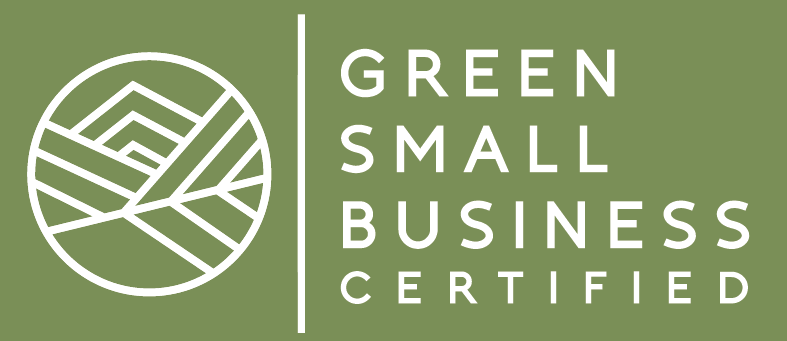 GREEN
SMALL
BUSINESS
CERTIFIED